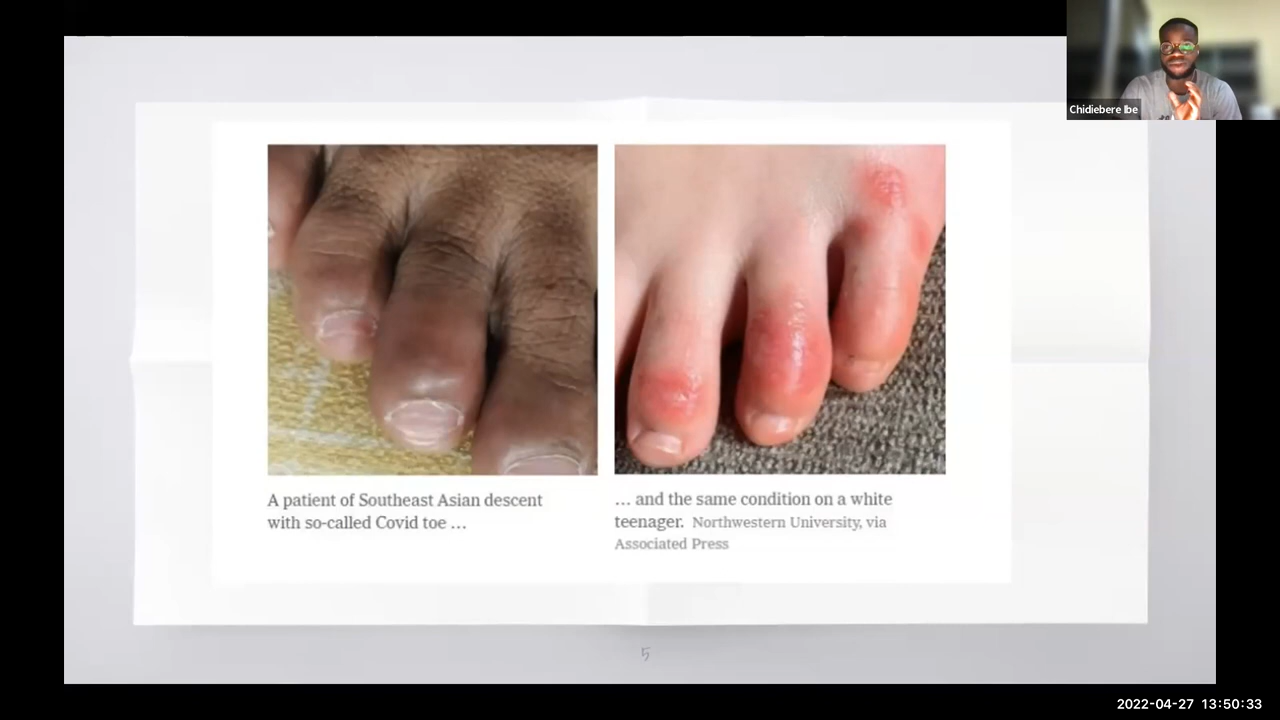 Chidiebere Ibe
A patient of Southeast Asian descent
with so-called Covid toe ...
... and the same condition on a white
teenager. Northwestern University, via
Associated Press
5
2022-04-27 13:50:33